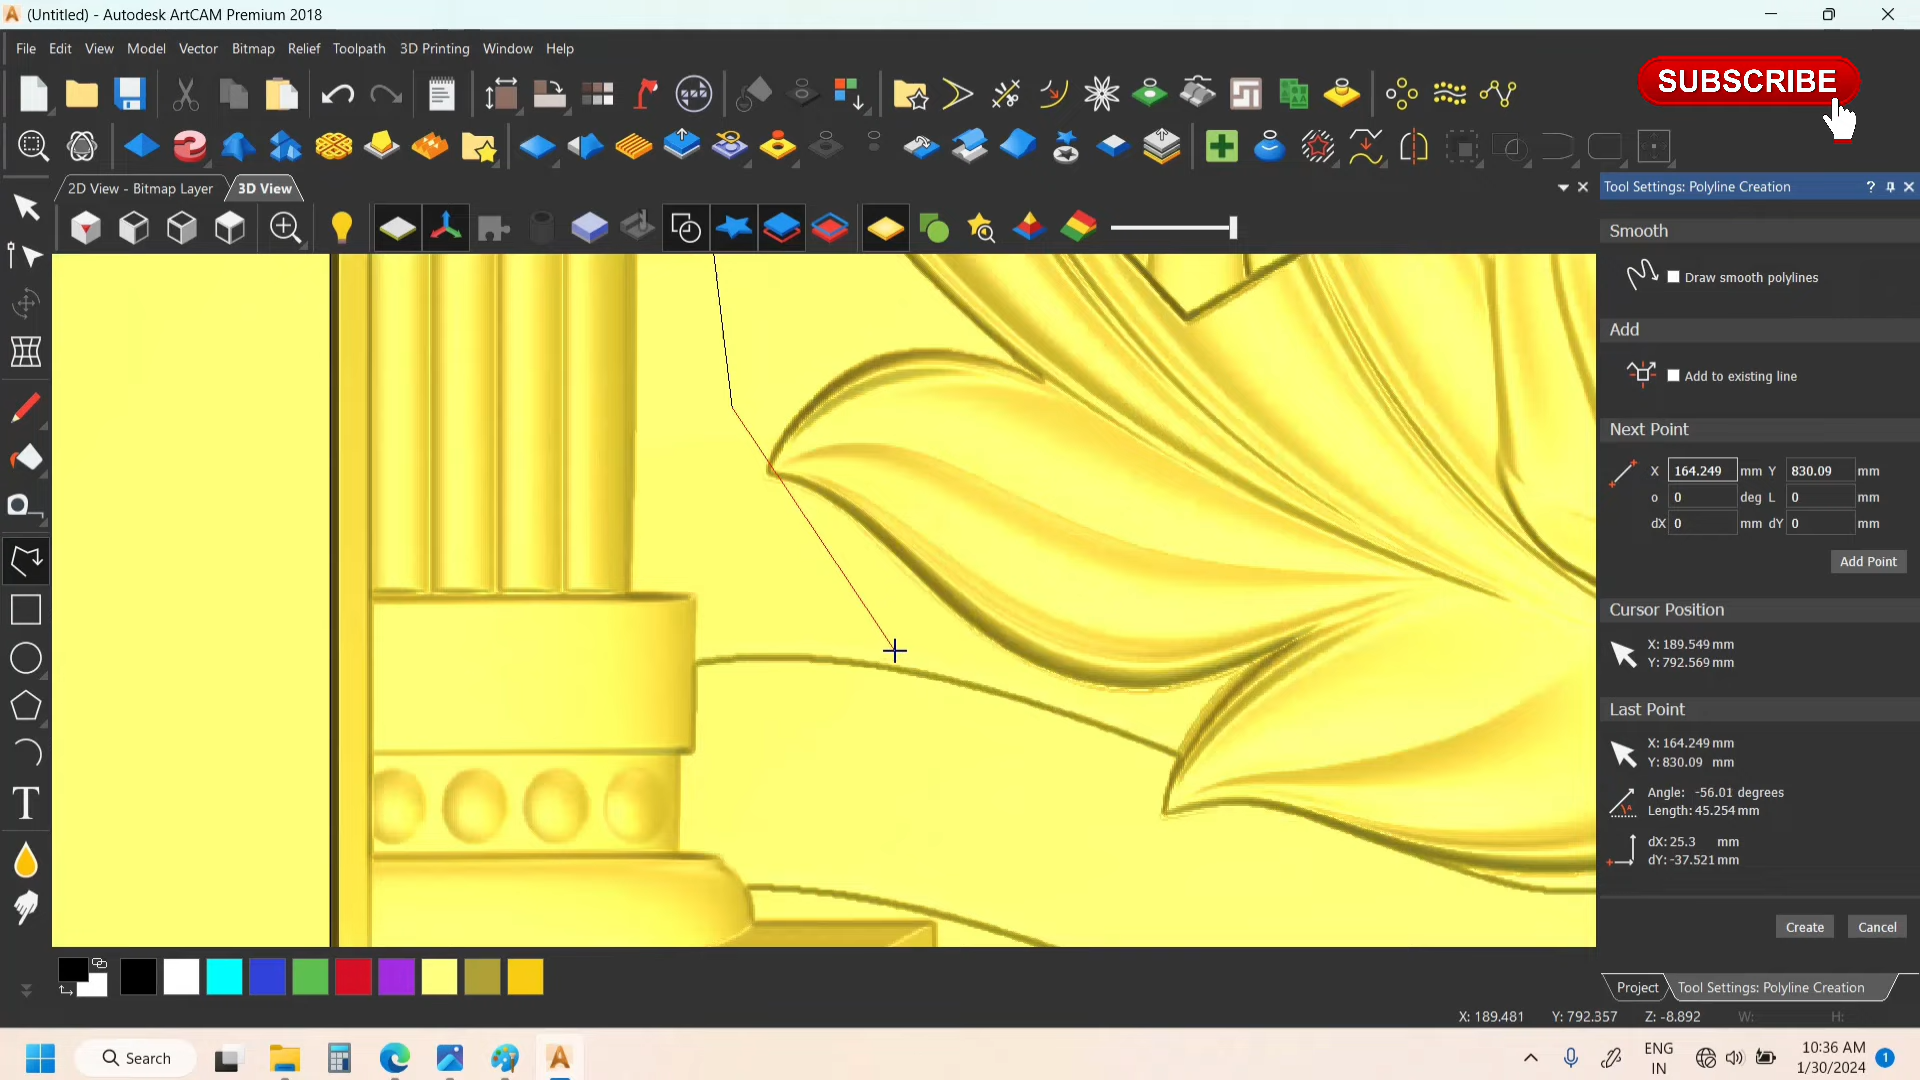 (Untitled) - Autodesk ArtCAM Premium 2018
File Edit View Model Vector Bitmap Relief Toolpath 3D Printing Window Help
SUBSCRIBE
2D View - Bitmap Layer 3D View
Tool Settings: Polyline Creation
Smooth
Draw smooth polylines
Add
Add to existing line
Next Point
X 164.249 mm Y 830.09 mm
o 0 deg L 0 mm
dX 0 mm dY 0 mm
Add Point
Cursor Position
X: 189.549 mm
Y: 792.569 mm
Last Point
X: 164.249 mm
Y: 830.09 mm
Angle: -56.01 degrees
Length: 45.254 mm
dX: 25.3 mm
dY: -37.521 mm
Create Cancel
Project Tool Settings: Polyline Creation
X: 189.481 Y: 792.357 Z: -8.892 W: H:
Search
ENG
IN
10:36 AM
1/30/2024
1